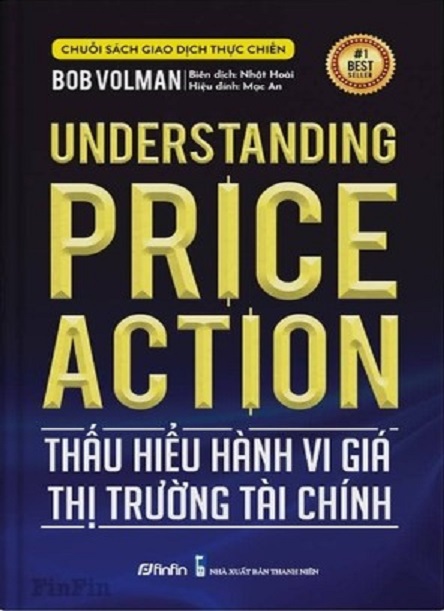 CHUỖI SÁCH GIAO DỊCH THỰC CHIẾN
BOB VOLMAN
Biên dịch: Nhật Hoài
Hiệu đính: Mạc An
#1
BEST
SELLER
UNDERSTANDING
PRICE
ACTION
THẤU HIỂU HÀNH VI GIÁ
THỊ TRƯỜNG TÀI CHÍNH
finfin
NHÀ XUẤT BẢN THANH NIÊN
FinFin